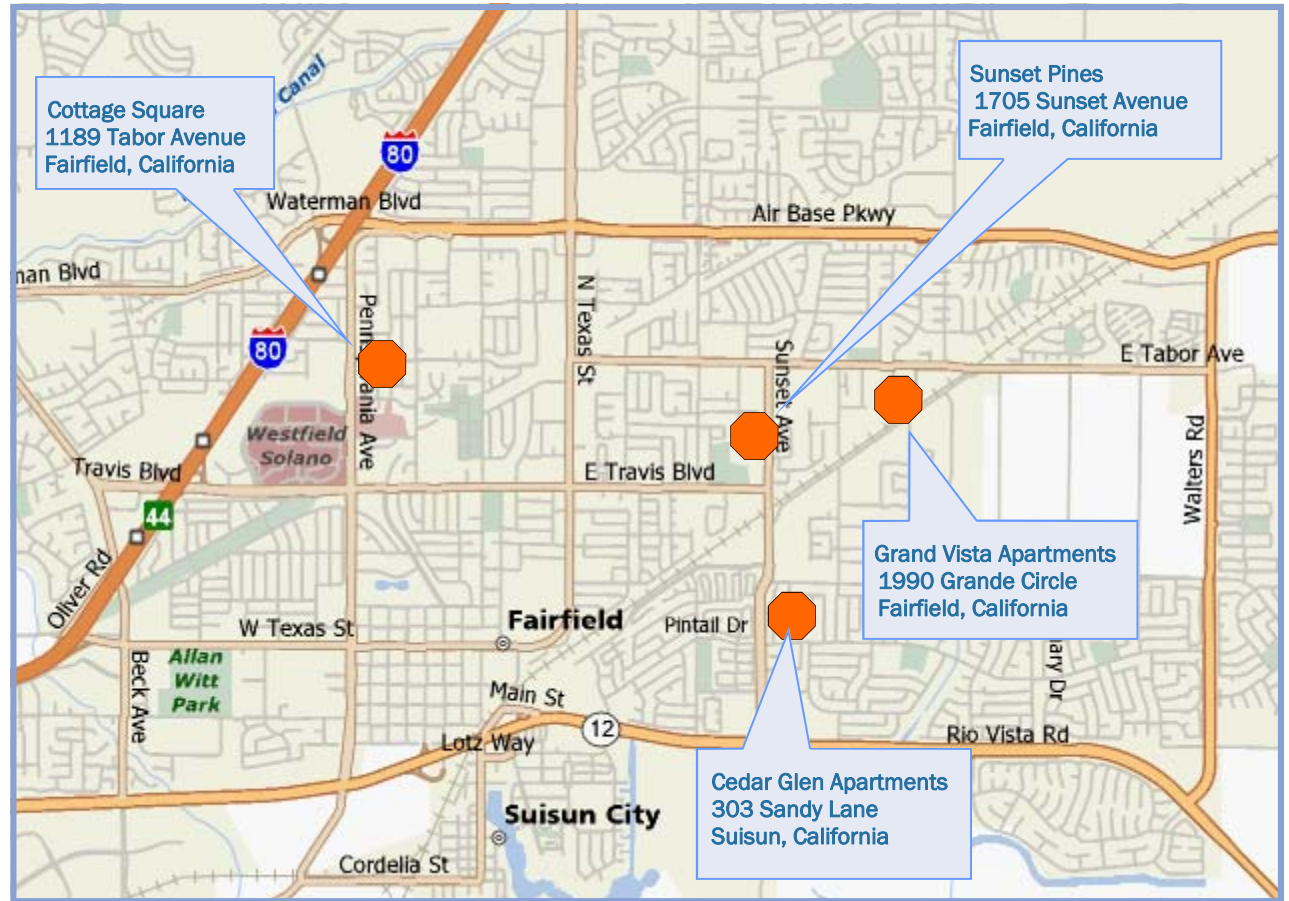 Canal
Sunset Pines
1705 Sunset Avenue
Fairfield, California
Cottage Square
1189 Tabor Avenue
Fairfield, California
80
Waterman Blvd
Air Base Pkwy
man Blvd
N Texas St
Pennsylvania Ave
80
Sunset Ave
E Tabor Ave
Westfield
Solano
Walters Rd
Travis Blvd
E Travis Blvd
44
Oliver Rd
Grand Vista Apartments
1990 Grande Circle
Fairfield, California
Fairfield
Pintail Dr
W Texas St
Allan
Witt
Park
Beck Ave
Main St
12
Lotz Way
Rio Vista Rd
Cedar Glen Apartments
303 Sandy Lane
Suisun, California
Suisun City
Cordelia St